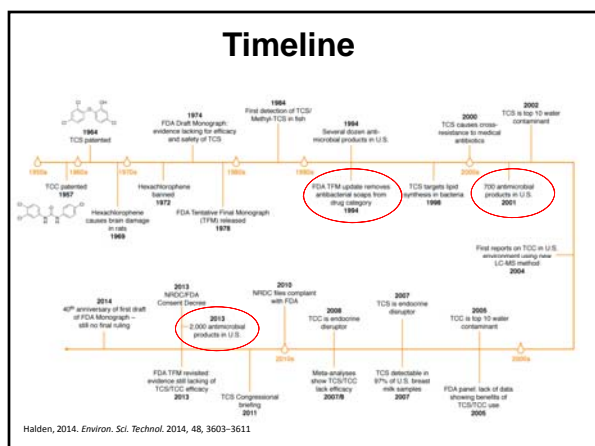 Timeline
1964
TCS patented
1974
FDA Draft Monograph:
evidence lacking for efficacy
and safety of TCS
1984
First detection of TCS/
Methyl-TCS in fish
1994
Several dozen anti-
microbial products in U.S.
2000
TCS causes cross-
resistance to medical
antibiotics
2002
TCS is top 10 water
contaminant
1950s
1960s
1970s
1980s
1990s
2000s
TCC patented
1957
Hexachlorophene
causes brain damage
in rats
1969
Hexachlorophene
banned
1972
FDA Tentative Final Monograph
(TFM) released
1978
FDA TFM update removes
antibacterial soaps from
drug category
1994
TCS targets lipid
synthesis in bacteria
1998
700 antimicrobial
products in U.S.
2001
First reports on TCC in U.S.
environment using new
LC-MS method
2004
2014
40th anniversary of first draft
of FDA Monograph –
still no final ruling
2013
NRDC/FDA
Consent Decree
2013
2,000 antimicrobial
products in U.S.
2010
NRDC files complaint
with FDA
2008
TCC is endocrine
disruptor
2007
TCS is endocrine
disruptor
2005
TCC is top 10 water
contaminant
2010s
2000s
FDA TFM revisited
evidence still lacking of
TCS/TCC efficacy
2013
TCS Congressional
briefing
2011
Meta-analyses
show TCS/TCC
lack efficacy
2007/8
TCS detectable in
97% of U.S. breast
milk samples
2007
FDA panel: lack of data
showing benefits of
TCS/TCC use
2005
Halden, 2014. Environ. Sci. Technol. 2014, 48, 3603−3611